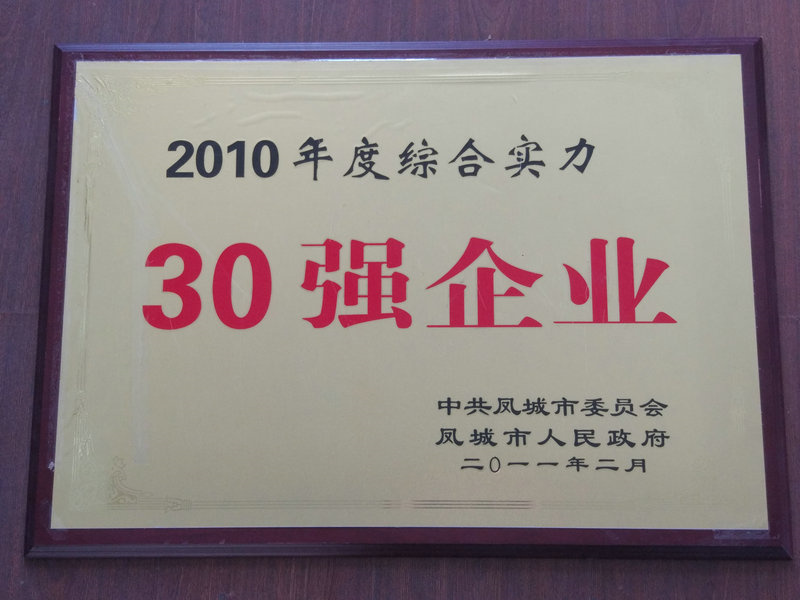 2010年度综合实力
30强企业
中共凤城市委员会
凤城市人民政府
二〇一一年二月